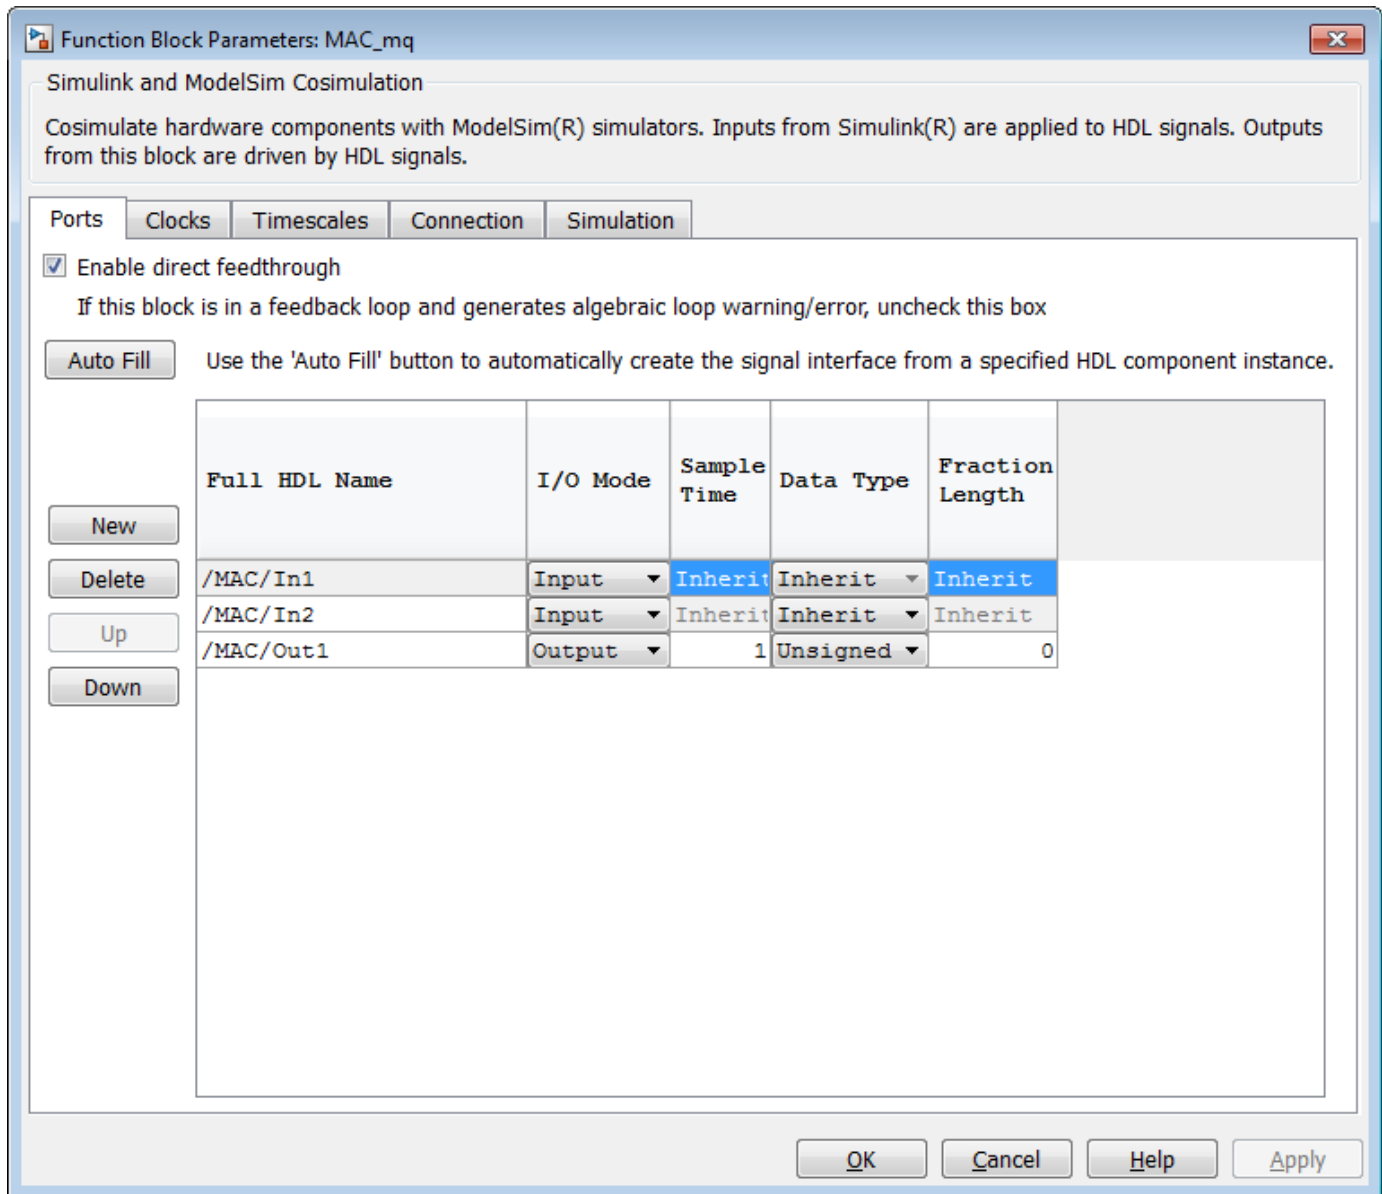 Function Block Parameters: MAC_mq
Simulink and ModelSim Cosimulation
Cosimulate hardware components with ModelSim(R) simulators. Inputs from Simulink(R) are applied to HDL signals. Outputs
from this block are driven by HDL signals.
Ports Clocks Timescales Connection Simulation
Enable direct feedthrough
If this block is in a feedback loop and generates algebraic loop warning/error, uncheck this box
Auto Fill Use the 'Auto Fill' button to automatically create the signal interface from a specified HDL component instance.
Full HDL Name I/O Mode Sample Time Data Type Fraction Length
New
Delete /MAC/In1 Input Inherit Inherit Inherit
/MAC/In2 Input Inherit Inherit Inherit
Up
/MAC/Out1 Output 1 Unsigned 0
Down
OK Cancel Help Apply